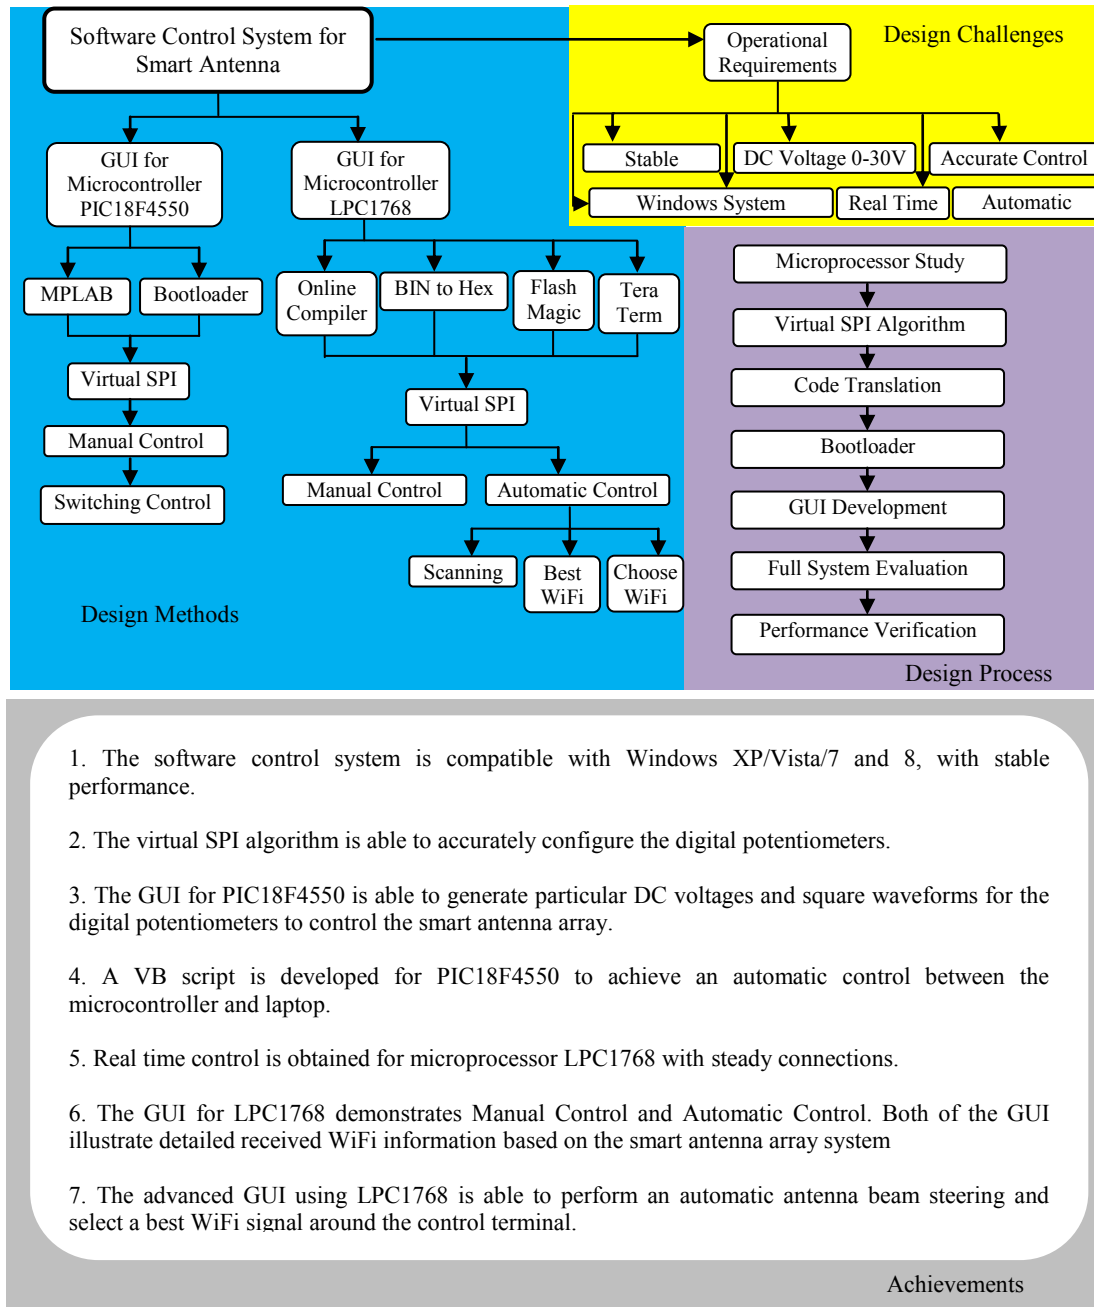 Software Control System for
Smart Antenna
Operational
Requirements
Design Challenges
Stable
DC Voltage 0-30V
Accurate Control
Windows System
Real Time
Automatic
GUI for
Microcontroller
PIC18F4550
GUI for
Microcontroller
LPC1768
MPLAB
Bootloader
Online
Compiler
BIN to Hex
Flash
Magic
Tera
Term
Virtual SPI
Manual Control
Switching Control
Virtual SPI
Manual Control
Automatic Control
Scanning
Best
WiFi
Choose
WiFi
Design Methods
Microprocessor Study
Virtual SPI Algorithm
Code Translation
Bootloader
GUI Development
Full System Evaluation
Performance Verification
Design Process
1. The software control system is compatible with Windows XP/Vista/7 and 8, with stable
performance.
2. The virtual SPI algorithm is able to accurately configure the digital potentiometers.
3. The GUI for PIC18F4550 is able to generate particular DC voltages and square waveforms for the
digital potentiometers to control the smart antenna array.
4. A VB script is developed for PIC18F4550 to achieve an automatic control between the
microcontroller and laptop.
5. Real time control is obtained for microprocessor LPC1768 with steady connections.
6. The GUI for LPC1768 demonstrates Manual Control and Automatic Control. Both of the GUI
illustrate detailed received WiFi information based on the smart antenna array system
7. The advanced GUI using LPC1768 is able to perform an automatic antenna beam steering and
select a best WiFi signal around the control terminal.
Achievements